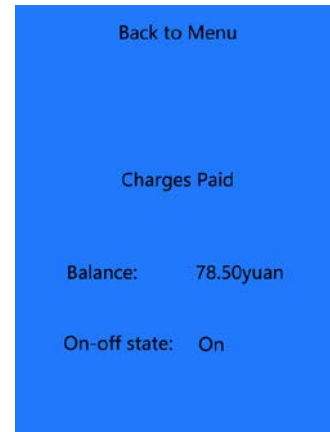 Back to Menu
Charges Paid
Balance: 78.50yuan
On-off state: On